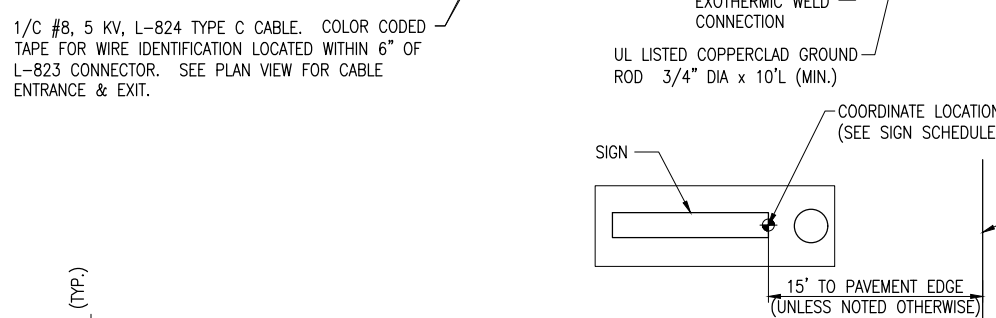 1/C #8, 5 KV, L-824 TYPE C CABLE. COLOR CODED
TAPE FOR WIRE IDENTIFICATION LOCATED WITHIN 6" OF
L-823 CONNECTOR. SEE PLAN VIEW FOR CABLE
ENTRANCE & EXIT.
EXOTHERMIC WELD
CONNECTION
UL LISTED COPPERCLAD GROUND
ROD 3/4" DIA x 10'L (MIN.)
COORDINATE LOCATION
(SEE SIGN SCHEDULE
SIGN
15' TO PAVEMENT EDGE
(UNLESS NOTED OTHERWISE)
(TYP.)